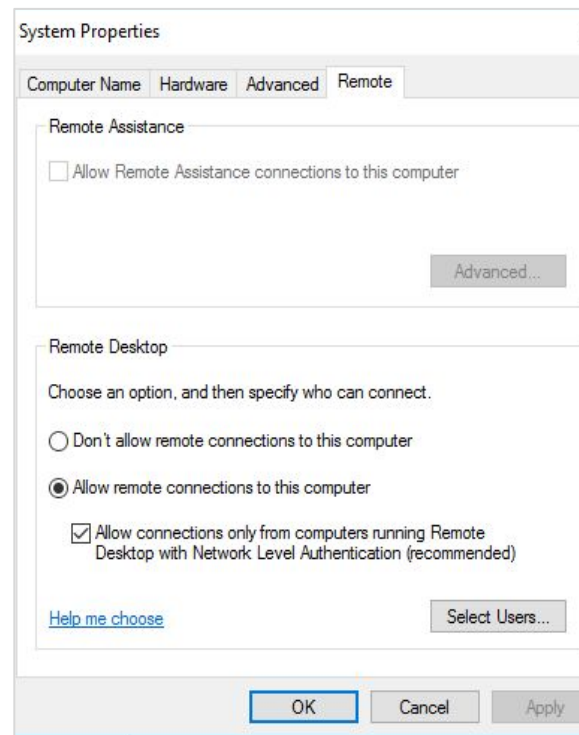 System Properties
Computer Name Hardware Advanced Remote
Remote Assistance
Allow Remote Assistance connections to this computer
Advanced...
Remote Desktop
Choose an option, and then specify who can connect.
Don't allow remote connections to this computer
Allow remote connections to this computer
Allow connections only from computers running Remote
Desktop with Network Level Authentication (recommended)
Help me choose Select Users...
OK Cancel Apply